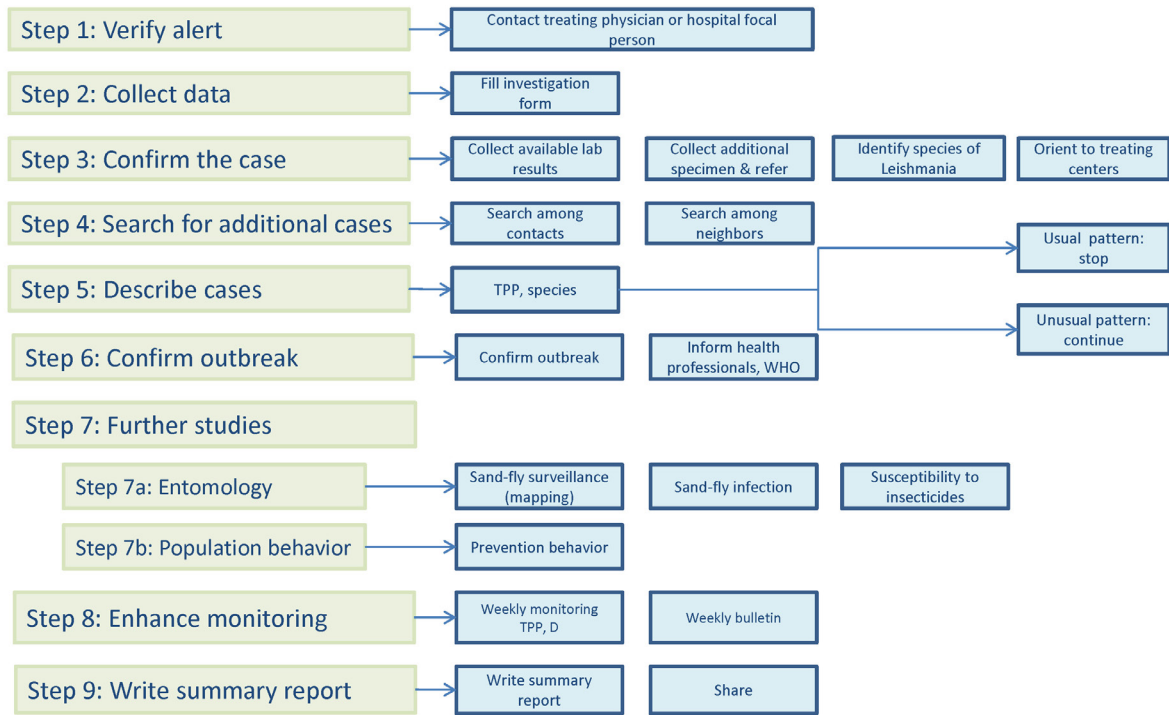 Step 1: Verify alert
Contact treating physician or hospital focal
person
Step 2: Collect data
Fill investigation
form
Step 3: Confirm the case
Collect available lab
results
Collect additional
specimen & refer
Identify species of
Leishmania
Orient to treating
centers
Step 4: Search for additional cases
Search among
contacts
Search among
neighbors
Usual pattern:
stop
Step 5: Describe cases
TPP, species
Unusual pattern:
continue
Step 6: Confirm outbreak
Confirm outbreak
Inform health
professionals, WHO
Step 7: Further studies
Step 7a: Entomology
Sand-fly surveillance
(mapping)
Sand-fly infection
Susceptibility to
insecticides
Step 7b: Population behavior
Prevention behavior
Step 8: Enhance monitoring
Weekly monitoring
TPP, D
Weekly bulletin
Step 9: Write summary report
Write summary
report
Share